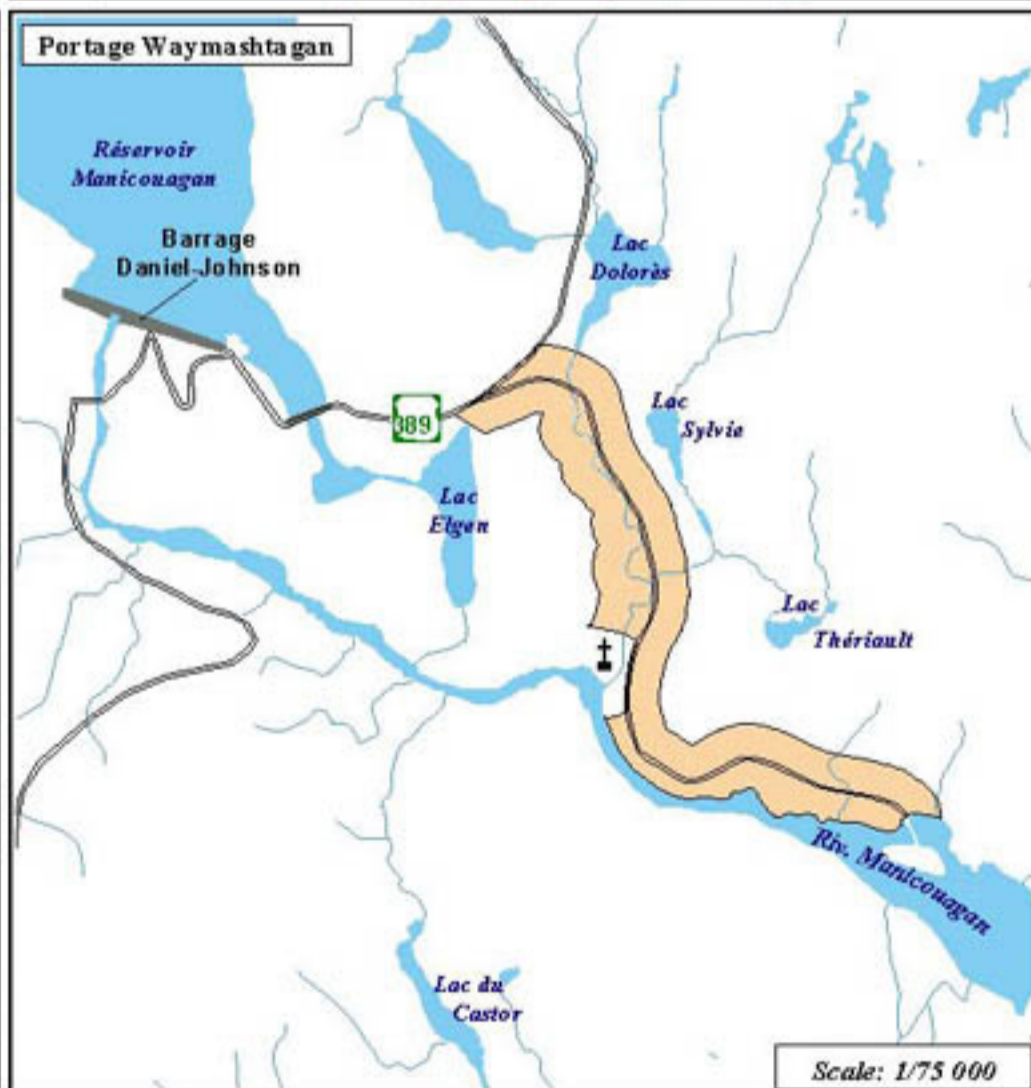 Portage Waymashtagan
Réservoir
Manicouagan
Barrage
Daniel-Johnson
Lac
Dolorès
389
Lac
Sylvia
Lac
Elgen
Lac
Thériault
Riv. Manicouagan
Lac du
Castor
Scale: 1/75 000